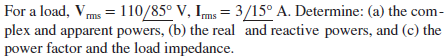 For a load, Vrms = 110/85° V, Irms = 3/15° A. Determine: (a) the com-
plex and apparent powers, (b) the real and reactive powers, and (c) the
power factor and the load impedance.